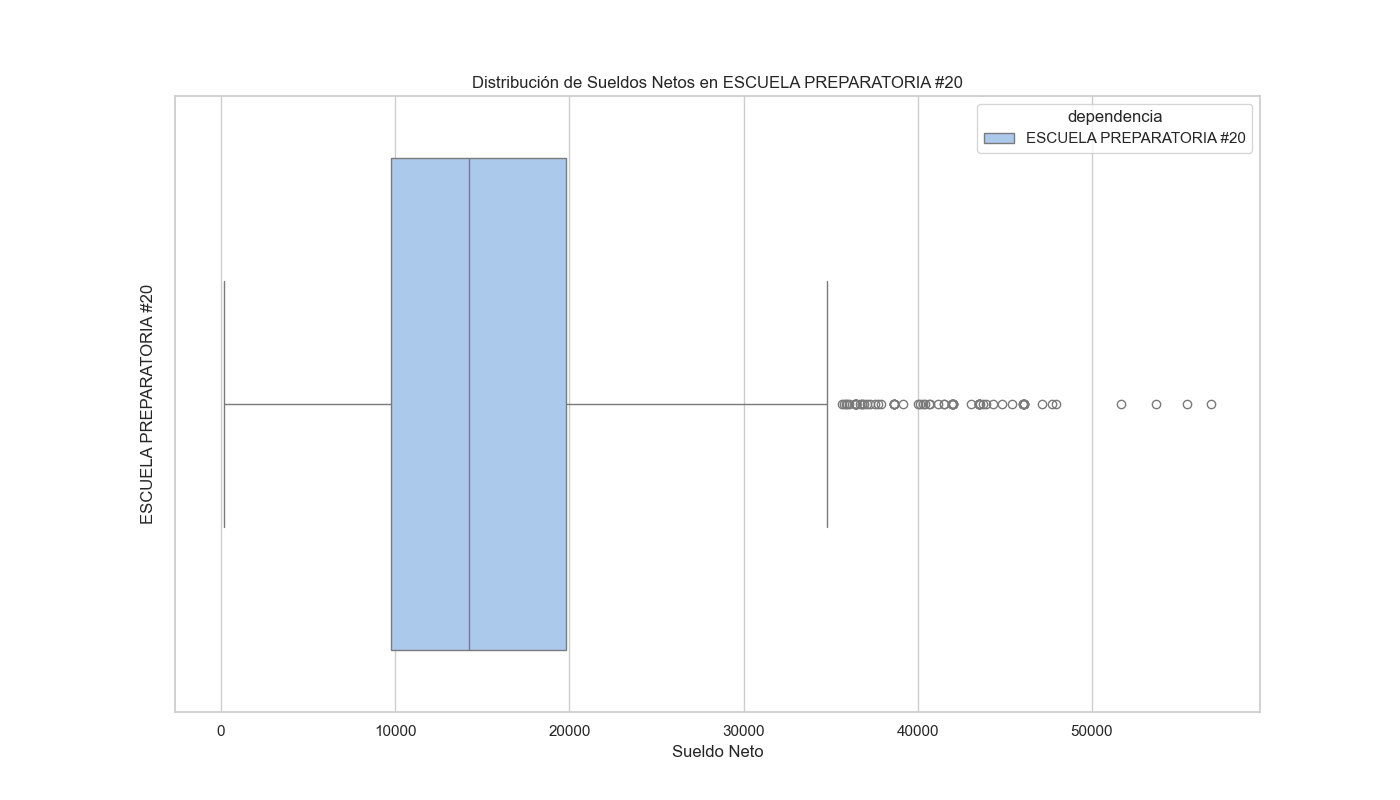 Distribución de Sueldos Netos en ESCUELA PREPARATORIA #20
dependencia
ESCUELA PREPARATORIA #20
ESCUELA PREPARATORIA #20
0
10000
20000
30000
40000
50000
Sueldo Neto